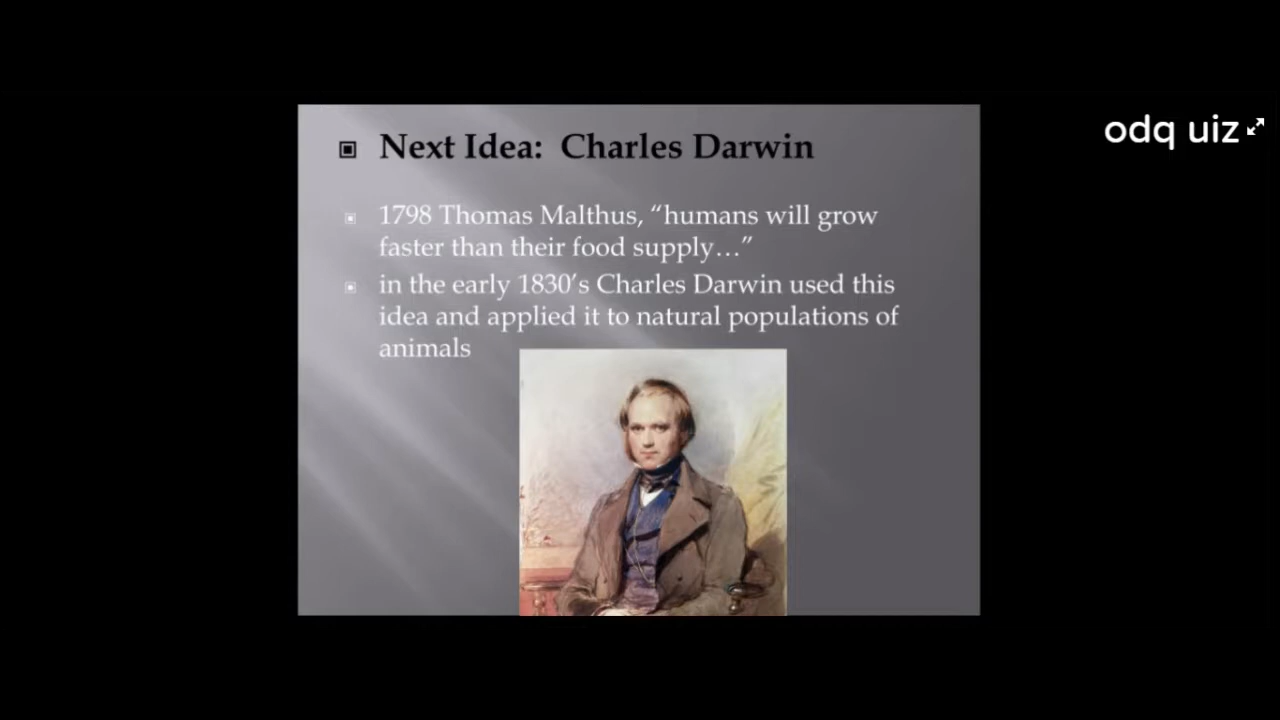 Next Idea:  Charles Darwin
1798 Thomas Malthus, “humans will grow
faster than their food supply…”
in the early 1830’s Charles Darwin used this
idea and applied it to natural populations of
animals
odq uiz